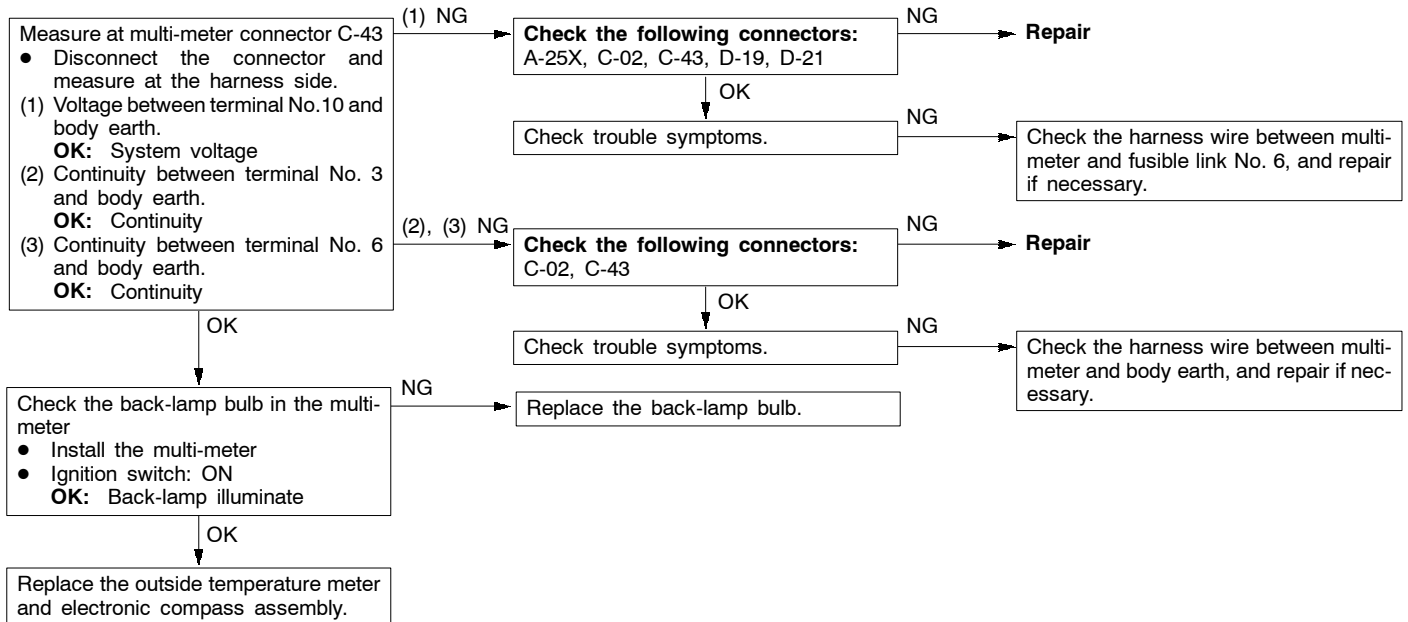 Measure at multi-meter connector C-43
● Disconnect the connector and
measure at the harness side.
(1) Voltage between terminal No.10 and
body earth.
OK: System voltage
(2) Continuity between terminal No. 3
and body earth.
OK: Continuity
(3) Continuity between terminal No. 6
and body earth.
OK: Continuity
(1) NG
Check the following connectors:
A-25X, C-02, C-43, D-19, D-21
NG
Repair
OK
Check trouble symptoms.
NG
Check the harness wire between multi-
meter and fusible link No. 6, and repair
if necessary.
(2), (3) NG
Check the following connectors:
C-02, C-43
NG
Repair
OK
Check trouble symptoms.
NG
Check the harness wire between multi-
meter and body earth, and repair if nec-
essary.
OK
Check the back-lamp bulb in the multi-
meter
● Install the multi-meter
● Ignition switch: ON
OK: Back-lamp illuminate
NG
Replace the back-lamp bulb.
OK
Replace the outside temperature meter
and electronic compass assembly.